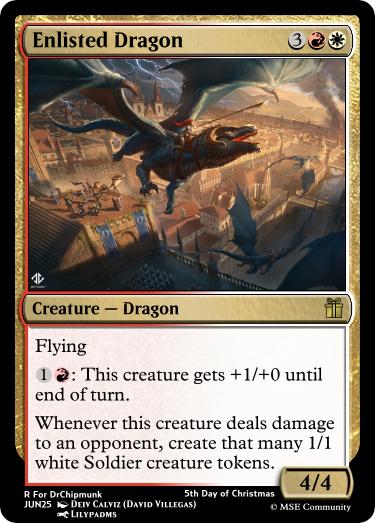 Enlisted Dragon 3
Creature — Dragon
Flying
1 : This creature gets +1/+0 until
end of turn.
Whenever this creature deals damage
to an opponent, create that many 1/1
white Soldier creature tokens.
4/4
R For DrChipmunk 5th Day of Christmas
JUN25 Deiv Calviz (David Villegas) © MSE Community
Lilypadms